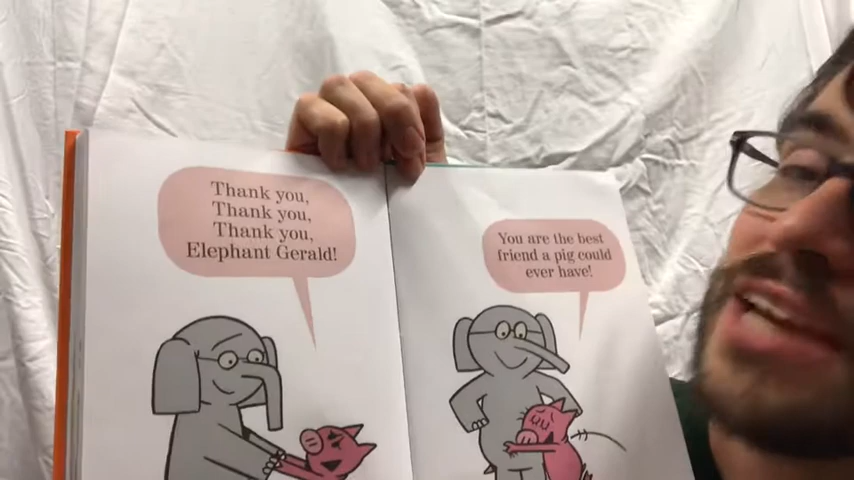 Thank you,
Thank you,
Thank you,
Elephant Gerald!
You are the best
friend a pig could
ever have!